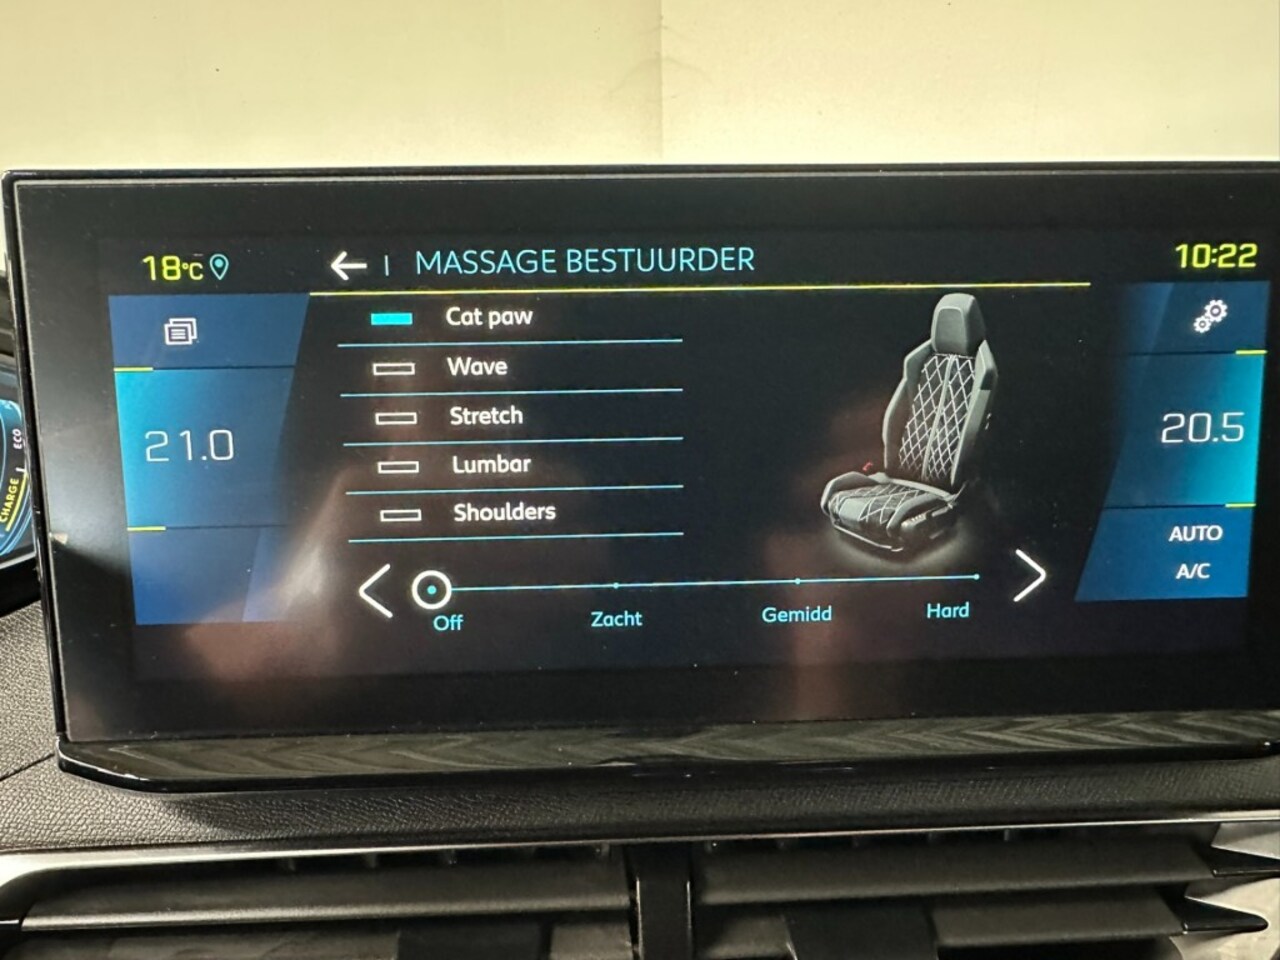 18°C
MASSAGE BESTUURDER
10:22
Cat paw
Wave
Stretch
Lumbar
Shoulders
21.0
20.5
AUTO
A/C
Off
Zacht
Gemidd
Hard
ECO
CHARGE